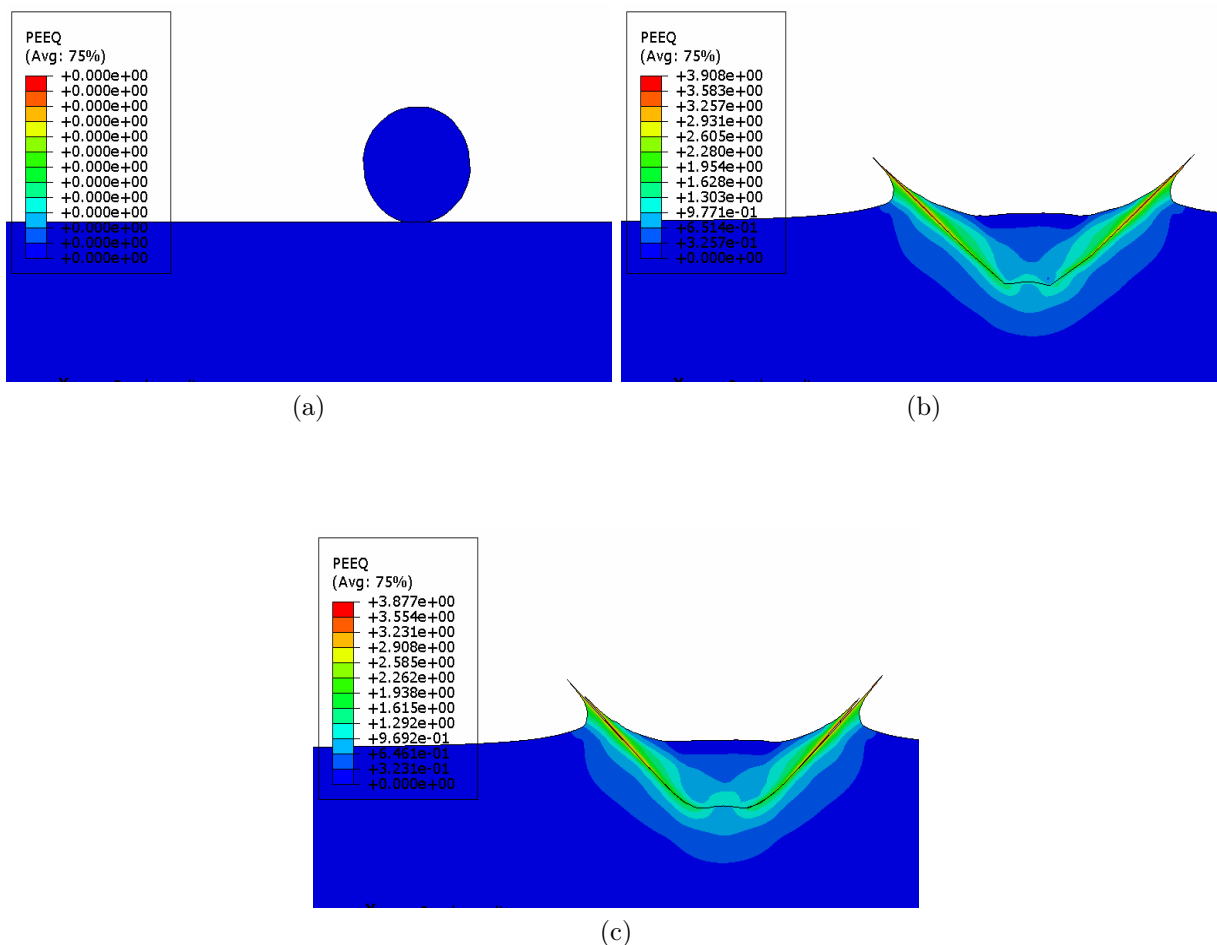 PEEQ
(Avg: 75%)
+0.000e+00
+0.000e+00
+0.000e+00
+0.000e+00
+0.000e+00
+0.000e+00
+0.000e+00
+0.000e+00
+0.000e+00
+0.000e+00
+0.000e+00
+0.000e+00
+0.000e+00
(a)
PEEQ
(Avg: 75%)
+3.908e+00
+3.583e+00
+3.257e+00
+2.931e+00
+2.605e+00
+2.280e+00
+1.954e+00
+1.628e+00
+1.303e+00
+9.771e-01
+6.514e-01
+3.257e-01
+0.000e+00
(b)
PEEQ
(Avg: 75%)
+3.877e+00
+3.554e+00
+3.231e+00
+2.908e+00
+2.585e+00
+2.262e+00
+1.938e+00
+1.615e+00
+1.292e+00
+9.692e-01
+6.461e-01
+3.231e-01
+0.000e+00
(c)